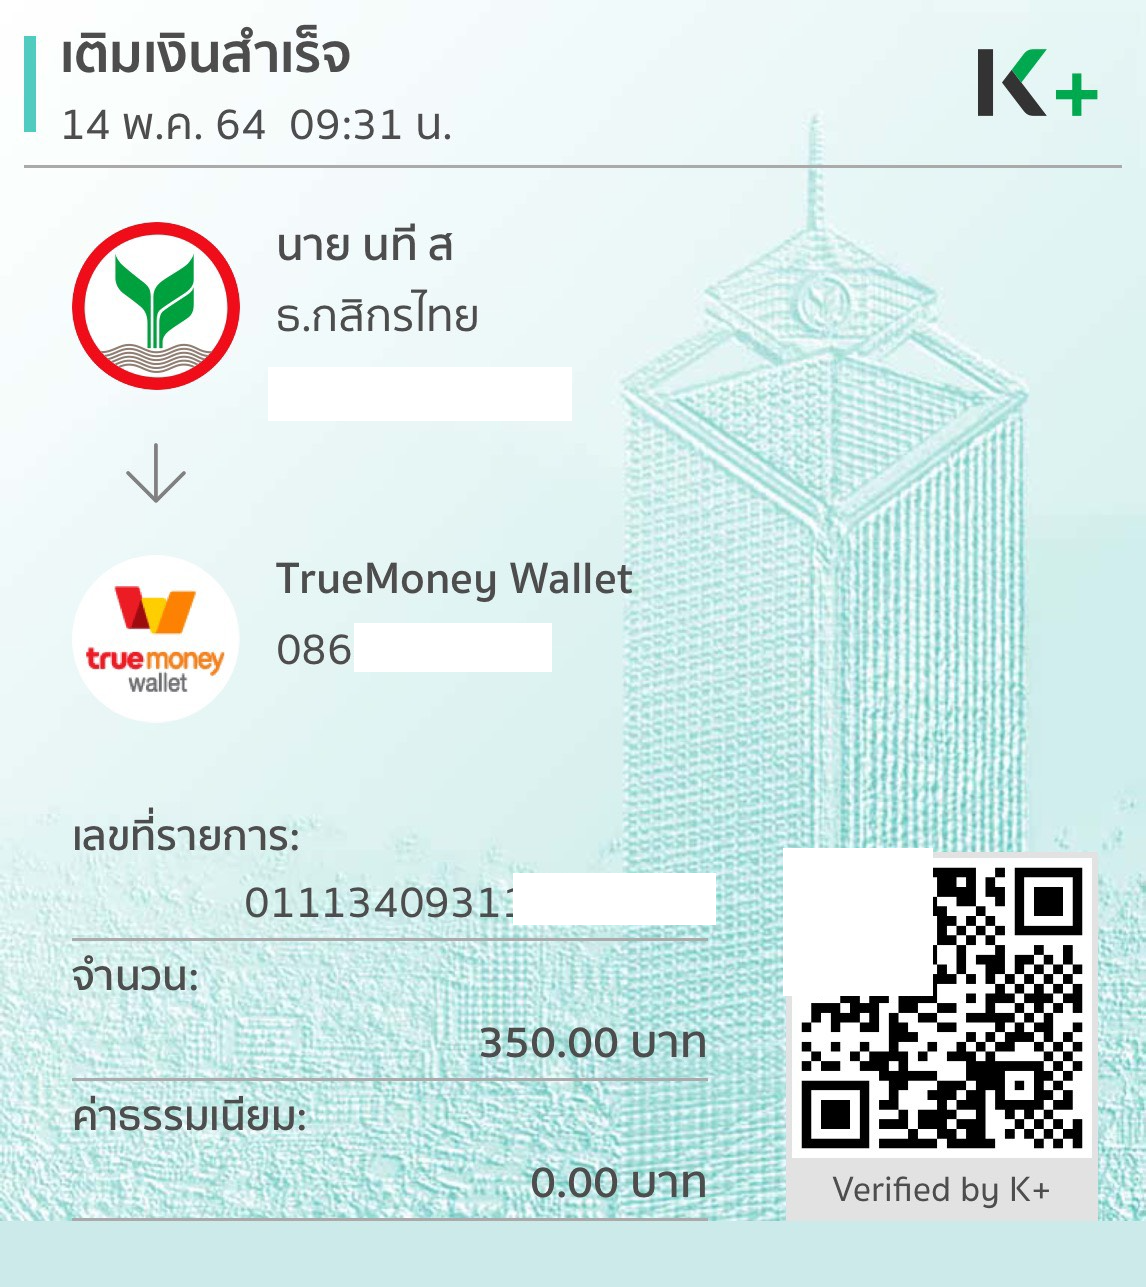 เติมเงินสำเร็จ
14 พ.ค. 64 09:31 น.
K+
นาย นที ส
ธ.กสิกรไทย
TrueMoney Wallet
086
true money
wallet
เลขที่รายการ:
01113409311
จำนวน:
350.00 บาท
ค่าธรรมเนียม:
0.00 บาท
Verified by K+